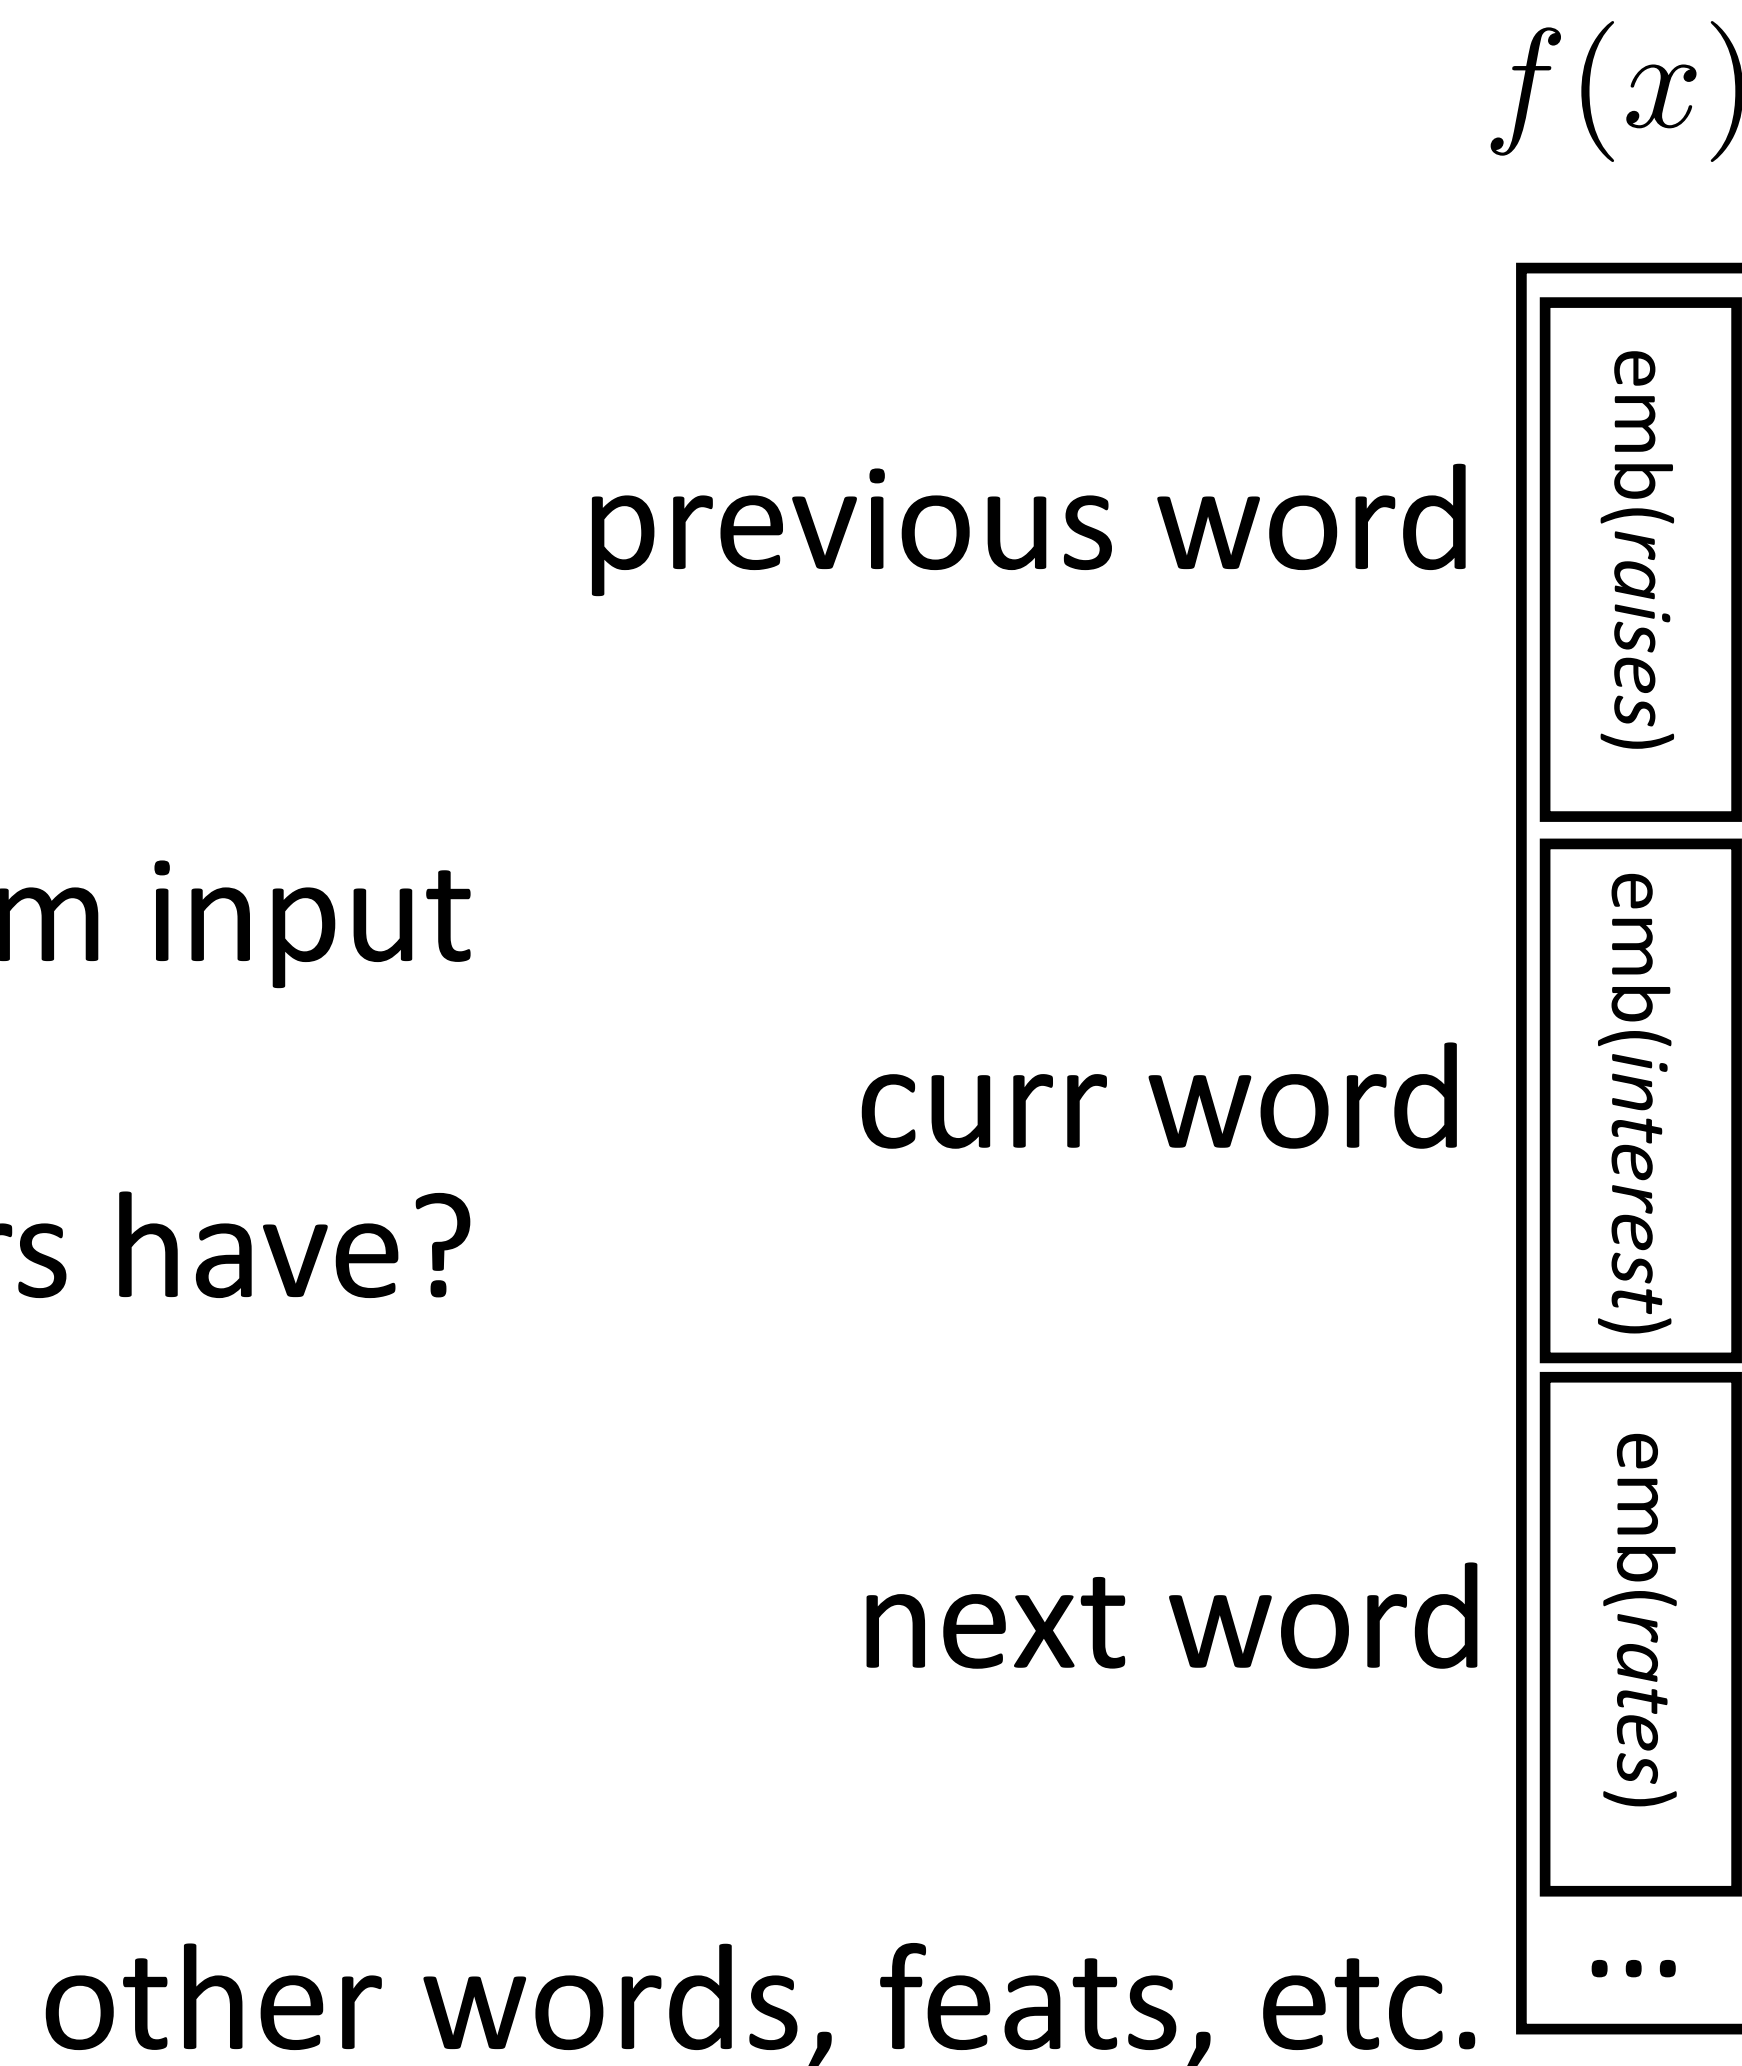 f(x)
emb(raises)
previous word
m input
emb(interest)
curr word
rs have?
emb(rates)
next word
...
other words, feats, etc.